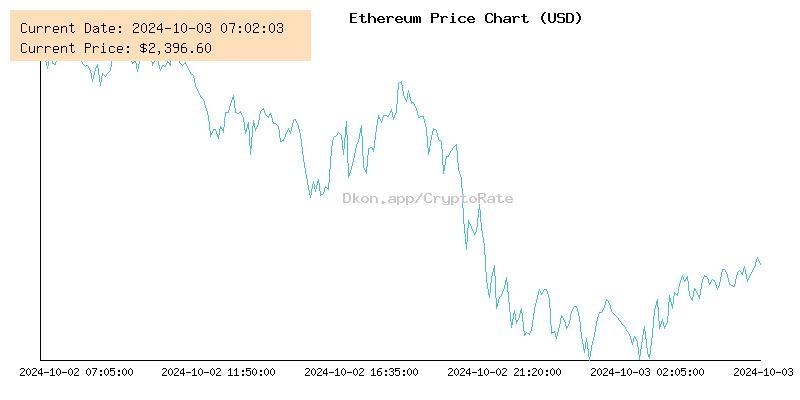 Ethereum Price Chart (USD)
Current Date: 2024-10-03 07:02:03
Current Price: $2,396.60
Dkon.app/CryptoRate
2024-10-02 07:05:00 2024-10-02 11:50:00 2024-10-02 16:35:00 2024-10-02 21:20:00 2024-10-03 02:05:00 2024-10-03